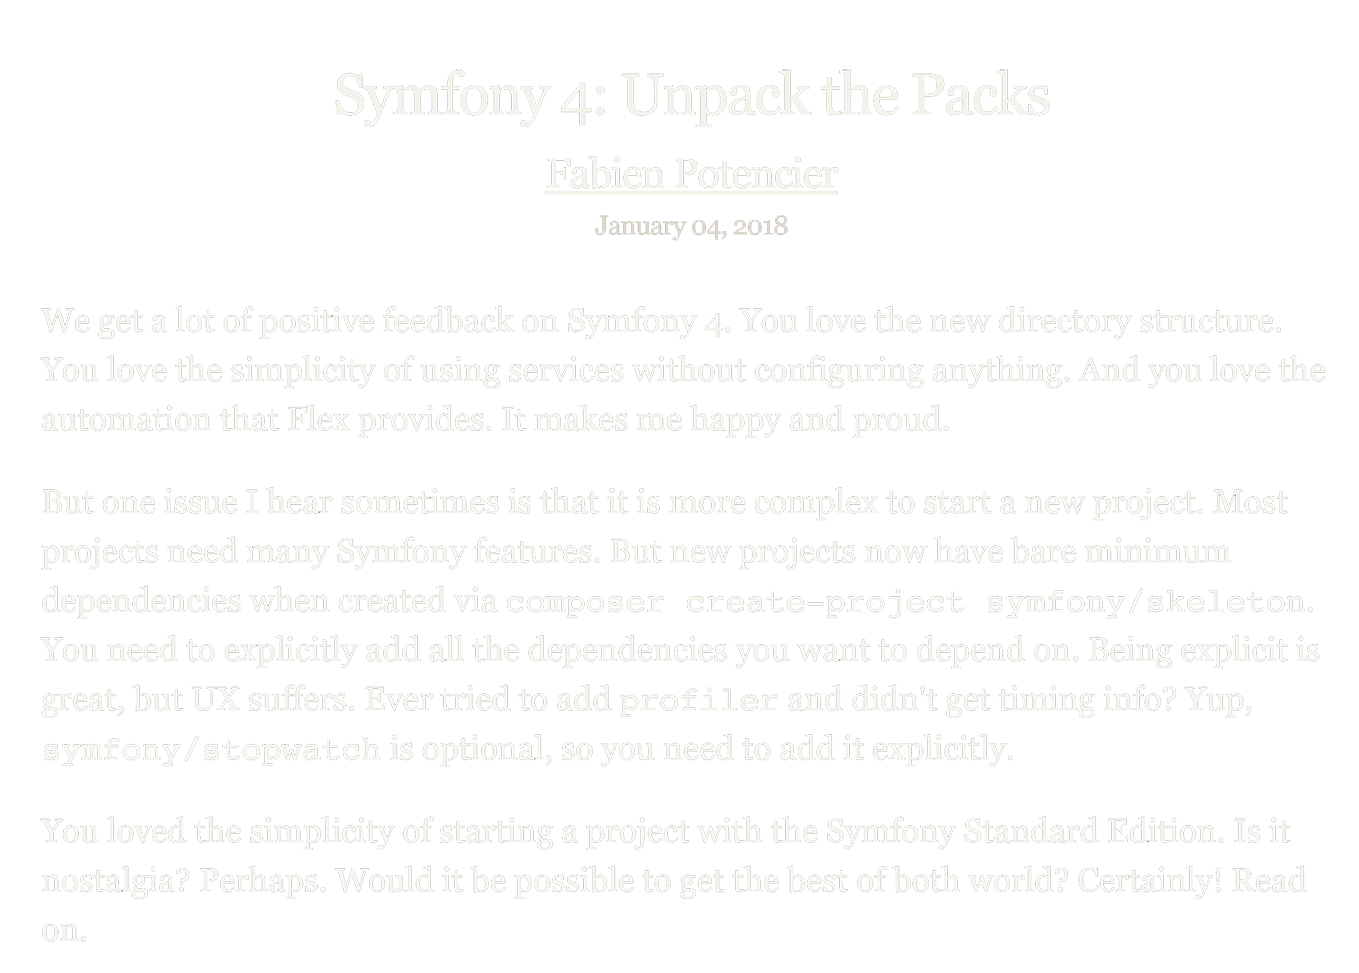 Symfony 4: Unpack the Packs
Fabien Potencier
January 04, 2018
We get a lot of positive feedback on Symfony 4. You love the new directory structure.
You love the simplicity of using services without configuring anything. And you love the
automation that Flex provides. It makes me happy and proud.
But one issue I hear sometimes is that it is more complex to start a new project. Most
projects need many Symfony features. But new projects now have bare minimum
dependencies when created via composer create-project symfony/skeleton.
You need to explicitly add all the dependencies you want to depend on. Being explicit is
great, but UX suffers. Ever tried to add profiler and didn't get timing info? Yup,
symfony/stopwatch is optional, so you need to add it explicitly.
You loved the simplicity of starting a project with the Symfony Standard Edition. Is it
nostalgia? Perhaps. Would it be possible to get the best of both world? Certainly! Read
on.